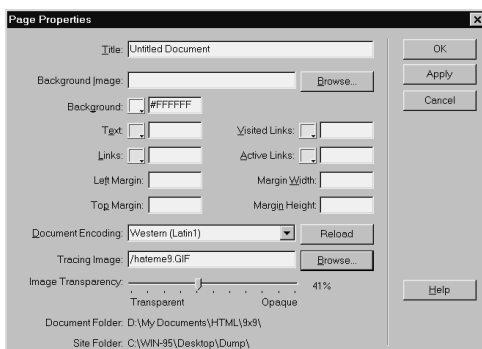 Page Properties
Title: Untitled Document
OK
Background Image: Browse...
Apply
Background: #FFFFFF
Cancel
Text: Visited Links:
Links: Active Links:
Left Margin: Margin Width:
Top Margin: Margin Height:
Document Encoding: Western (Latin1) Reload
Tracing Image: /hateme9.GIF Browse...
Image Transparency: 41%
Transparent Opaque
Help
Document Folder: D:\My Documents\HTML\9x9\
Site Folder: C:\WIN-95\Desktop\Dump\